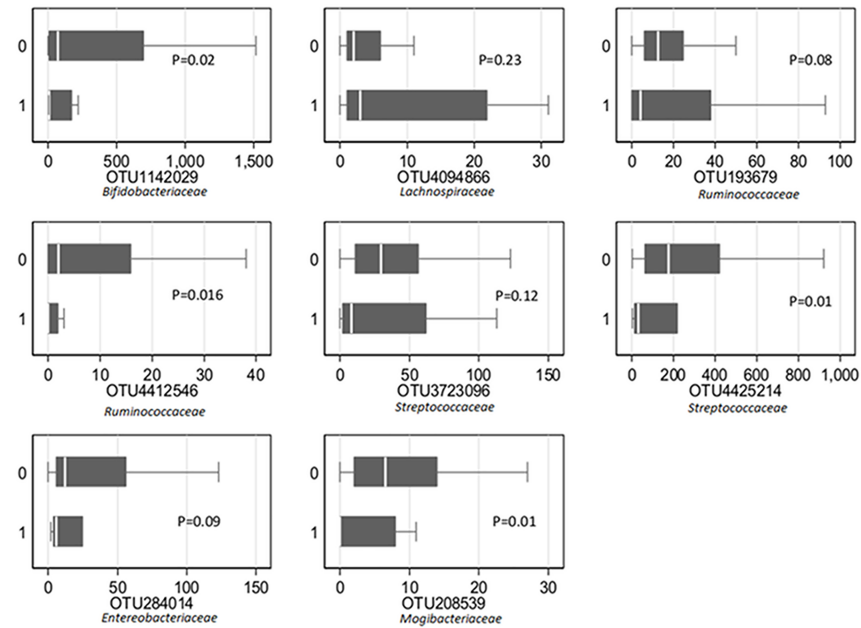 0
P=0.02
1
0 500 1,000 1,500
OTU1142029
Bifidobacteriaceae
0
P=0.23
1
0 10 20 30
OTU4094866
Lachnospiraceae
0
P=0.08
1
0 20 40 60 80 100
OTU193679
Ruminococcaceae
0
P=0.016
1
0 10 20 30 40
OTU4412546
Ruminococcaceae
0
P=0.12
1
0 50 100 150
OTU3723096
Streptococcaceae
0
P=0.01
1
0 200 400 600 800 1,000
OTU4425214
Streptococcaceae
0
P=0.09
1
0 50 100 150
OTU284014
Entereobacteriaceae
0
P=0.01
1
0 10 20 30
OTU208539
Mogibacteriaceae